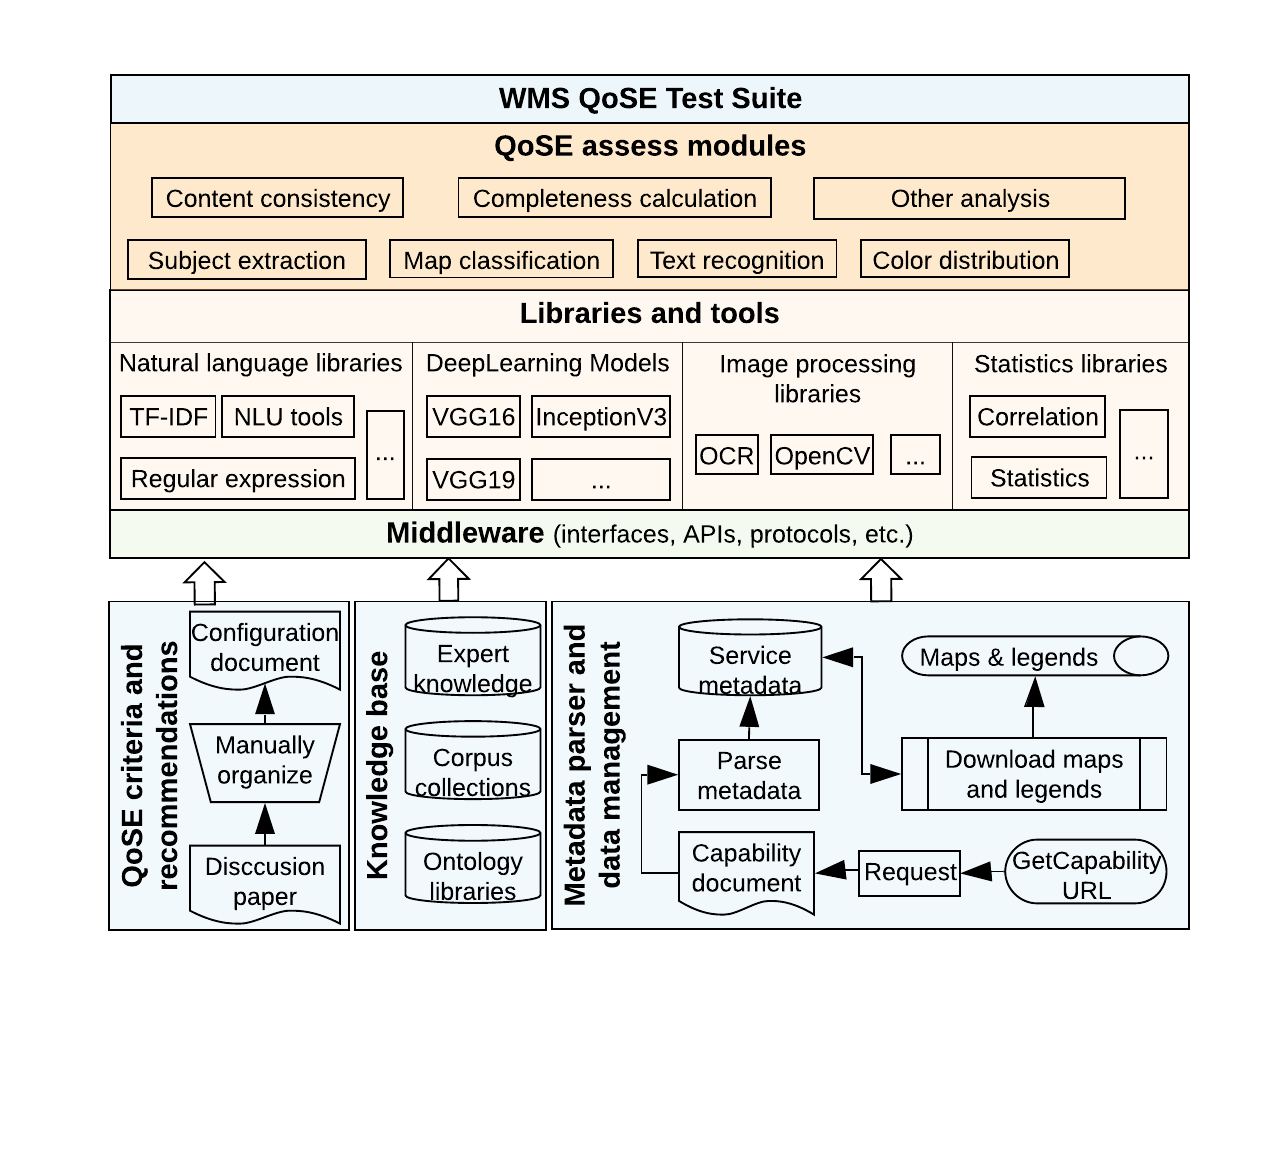 WMS QoSE Test Suite
QoSE assess modules
Content consistency
Completeness calculation
Other analysis
Subject extraction
Map classification
Text recognition
Color distribution
Libraries and tools
Natural language libraries
TF-IDF
NLU tools
...
Regular expression
DeepLearning Models
VGG16
InceptionV3
VGG19
...
Image processing
libraries
OCR
OpenCV
...
Statistics libraries
Correlation
...
Statistics
Middleware (interfaces, APIs, protocols, etc.)
QoSE criteria and
recommendations
Configuration
document
Manually
organize
Disccusion
paper
Knowledge base
Expert
knowledge
Corpus
collections
Ontology
libraries
Metadata parser and
data management
Service
metadata
Maps & legends
Parse
metadata
Download maps
and legends
Capability
document
Request
GetCapability
URL